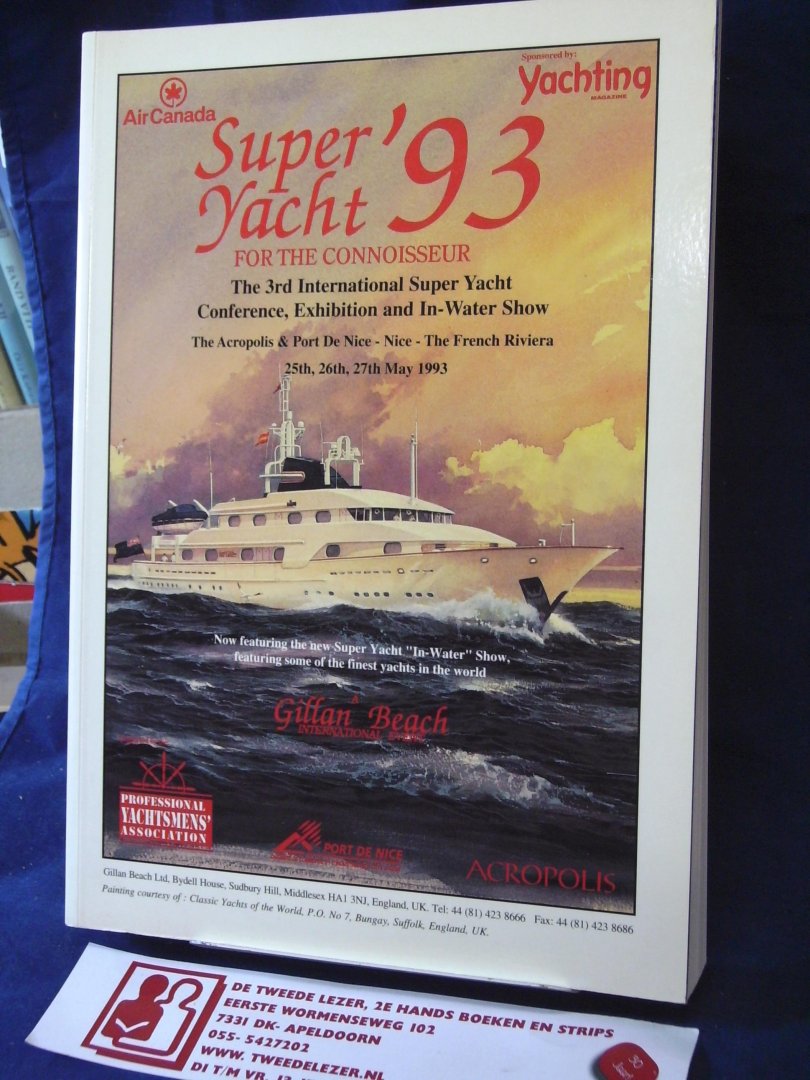 Air Canada
Sponsored by:
Yachting
MAGAZINE
Super '93
Yacht
FOR THE CONNOISSEUR
The 3rd International Super Yacht
Conference, Exhibition and In-Water Show
The Acropolis & Port De Nice - Nice - The French Riviera
25th, 26th, 27th May 1993
Now featuring the new Super Yacht "In-Water" Show,
featuring some of the finest yachts in the world
A
Gillan Beach
INTERNATIONAL
PROFESSIONAL
YACHTSMENS'
ASSOCIATION
PORT DE NICE
ACROPOLIS
Gillan Beach Ltd, Bydell House, Sudbury Hill, Middlesex HA1 3NJ, England, UK. Tel: 44 (81) 423 8666 Fax: 44 (81) 423 8686
Painting courtesy of : Classic Yachts of the World, P.O. No 7, Bungay, Suffolk, England, UK.
DE TWEEDE LEZER, 2E HANDS BOEKEN EN STRIPS
EERSTE WORMENSEWEG 102
7331 DK- APELDOORN
055- 5427202
WWW. TWEEDELEZER.NL
DI T/M VR.
30